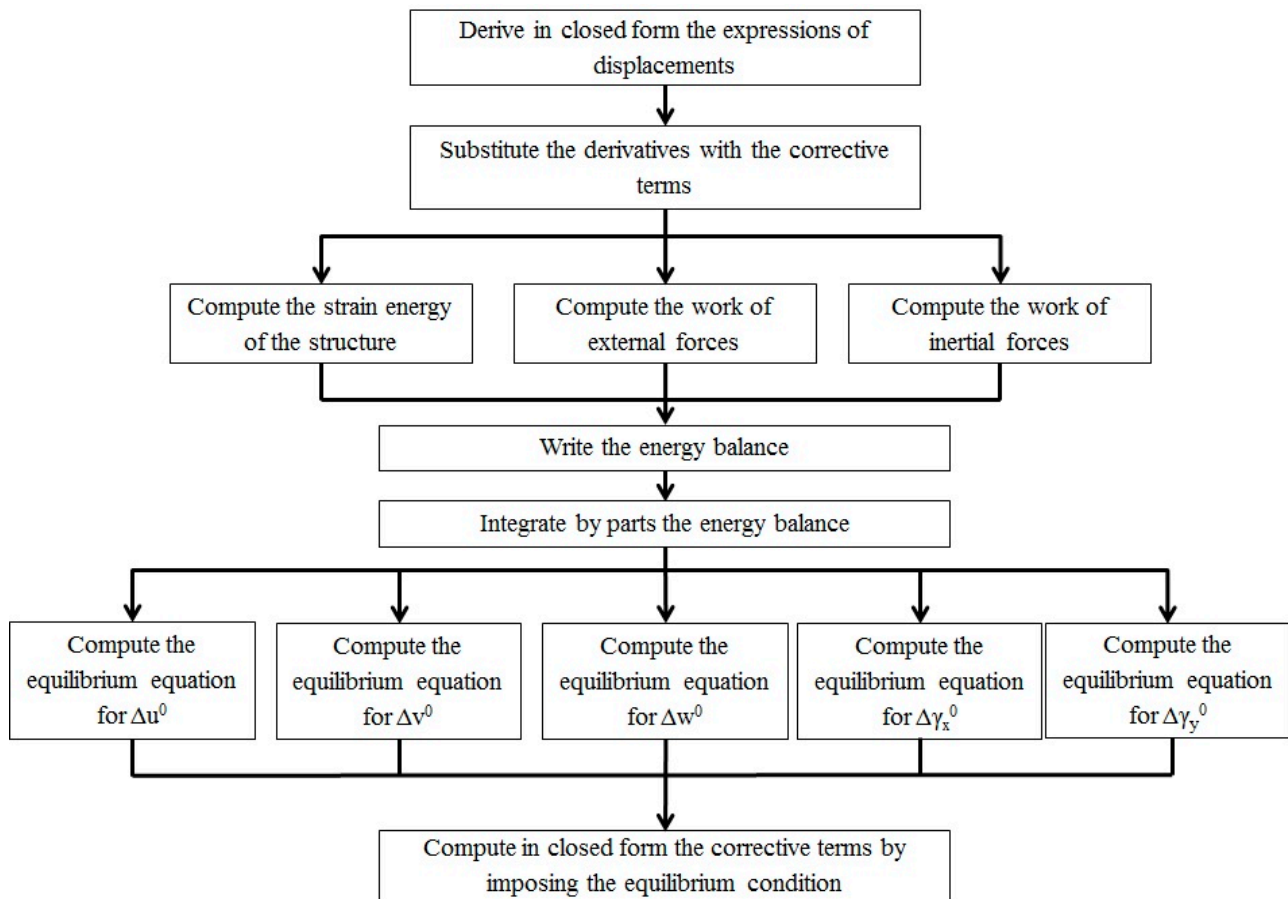 Derive in closed form the expressions of
displacements
Substitute the derivatives with the corrective
terms
Compute the strain energy
of the structure
Compute the work of
external forces
Compute the work of
inertial forces
Write the energy balance
Integrate by parts the energy balance
Compute the
equilibrium equation
for Δu⁰
Compute the
equilibrium equation
for Δv⁰
Compute the
equilibrium equation
for Δw⁰
Compute the
equilibrium equation
for Δγₓ⁰
Compute the
equilibrium equation
for Δγ_y⁰
Compute in closed form the corrective terms by
imposing the equilibrium condition